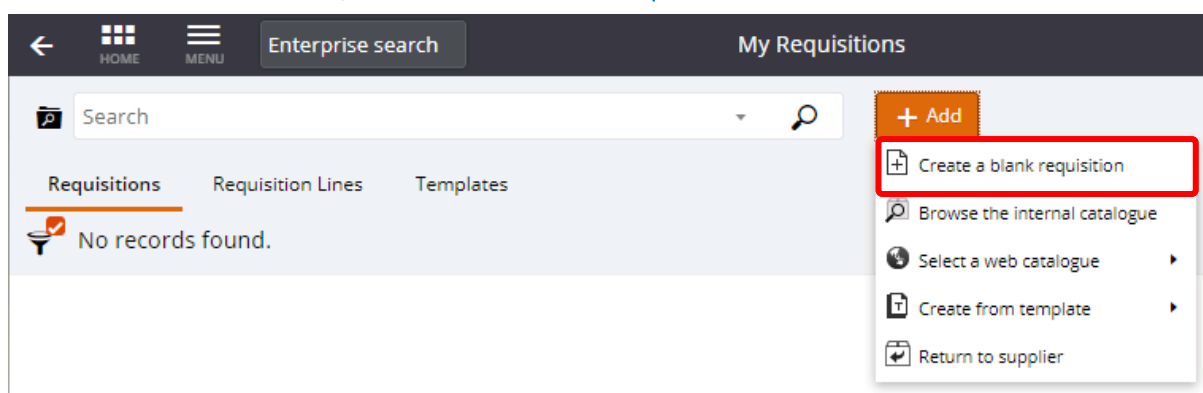 HOME
MENU
Enterprise search
My Requisitions
Search
+ Add
Requisitions Requisition Lines Templates
No records found.
Create a blank requisition
Browse the internal catalogue
Select a web catalogue
Create from template
Return to supplier